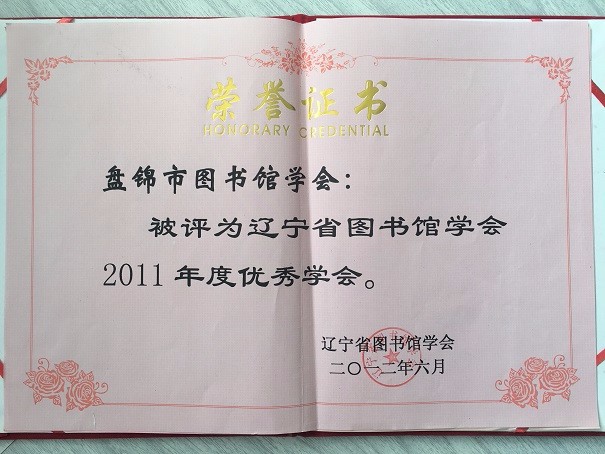 荣誉证书
HONORARY CREDENTIAL
盘锦市图书馆学会：
被评为辽宁省图书馆学会
2011年度优秀学会。
辽宁省图书馆学会
二〇一二年六月